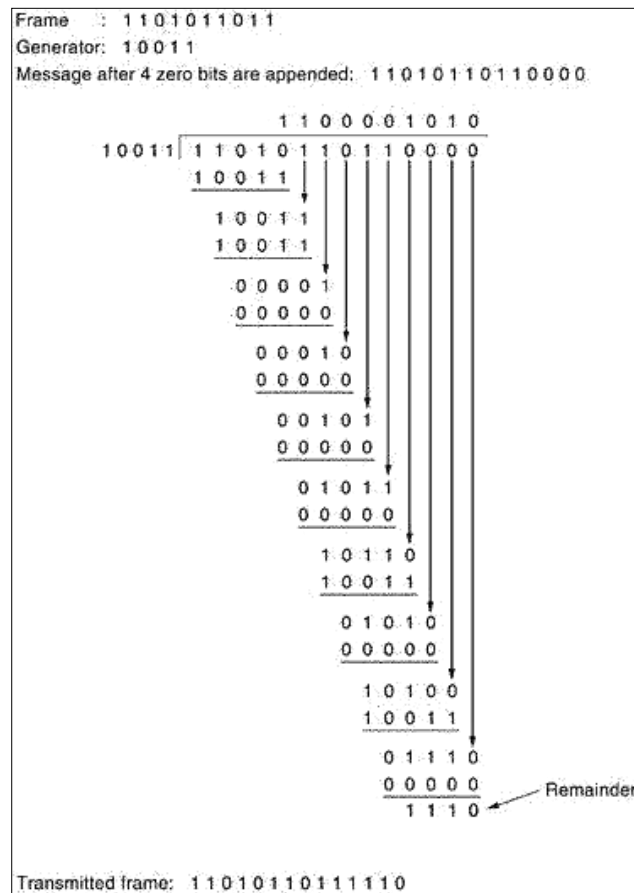 Frame : 1 1 0 1 0 1 1 0 1 1
Generator: 1 0 0 1 1
Message after 4 zero bits are appended: 1 1 0 1 0 1 1 0 1 1 0 0 0 0
1 1 0 0 0 0 1 0 1 0
1 0 0 1 1 1 1 0 1 0 1 1 0 1 1 0 0 0 0
1 0 0 1 1
1 0 0 1 1
1 0 0 1 1
0 0 0 0 1
0 0 0 0 0
0 0 0 1 0
0 0 0 0 0
0 0 1 0 1
0 0 0 0 0
0 1 0 1 1
0 0 0 0 0
1 0 1 1 0
1 0 0 1 1
0 1 0 1 0
0 0 0 0 0
1 0 1 0 0
1 0 0 1 1
0 1 1 1 0
0 0 0 0 0
Remainder
1 1 1 0
Transmitted frame: 1 1 0 1 0 1 1 0 1 1 1 1 1 0